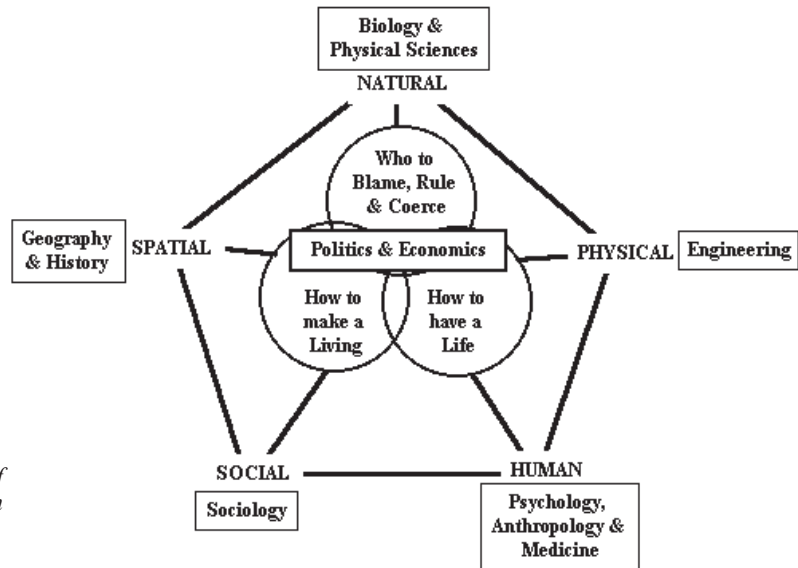 Biology &
Physical Sciences
NATURAL
Who to
Blame, Rule
& Coerce
Geography
& History
SPATIAL
Politics & Economics
PHYSICAL
Engineering
How to
make a
Living
How to
have a
Life
SOCIAL
Sociology
HUMAN
Psychology,
Anthropology &
Medicine